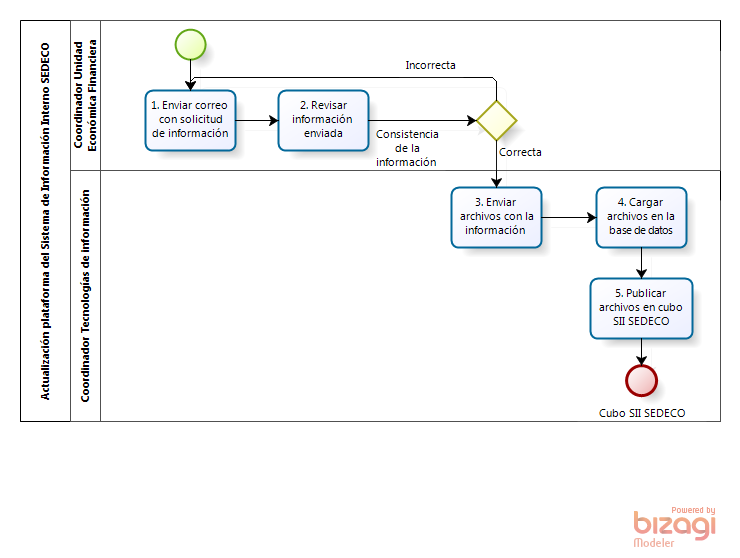 Actualización plataforma del Sistema de Información Interno SEDECO
Coordinador Unidad
Económica Financiera
Incorrecta
1. Enviar correo
con solicitud
de información
2. Revisar
información
enviada
Consistencia
de la
información
Correcta
Coordinador Tecnologías de información
3. Enviar
archivos con la
información
4. Cargar
archivos en la
base de datos
5. Publicar
archivos en cubo
SII SEDECO
Cubo SII SEDECO
Powered by
bizagi
Modeler